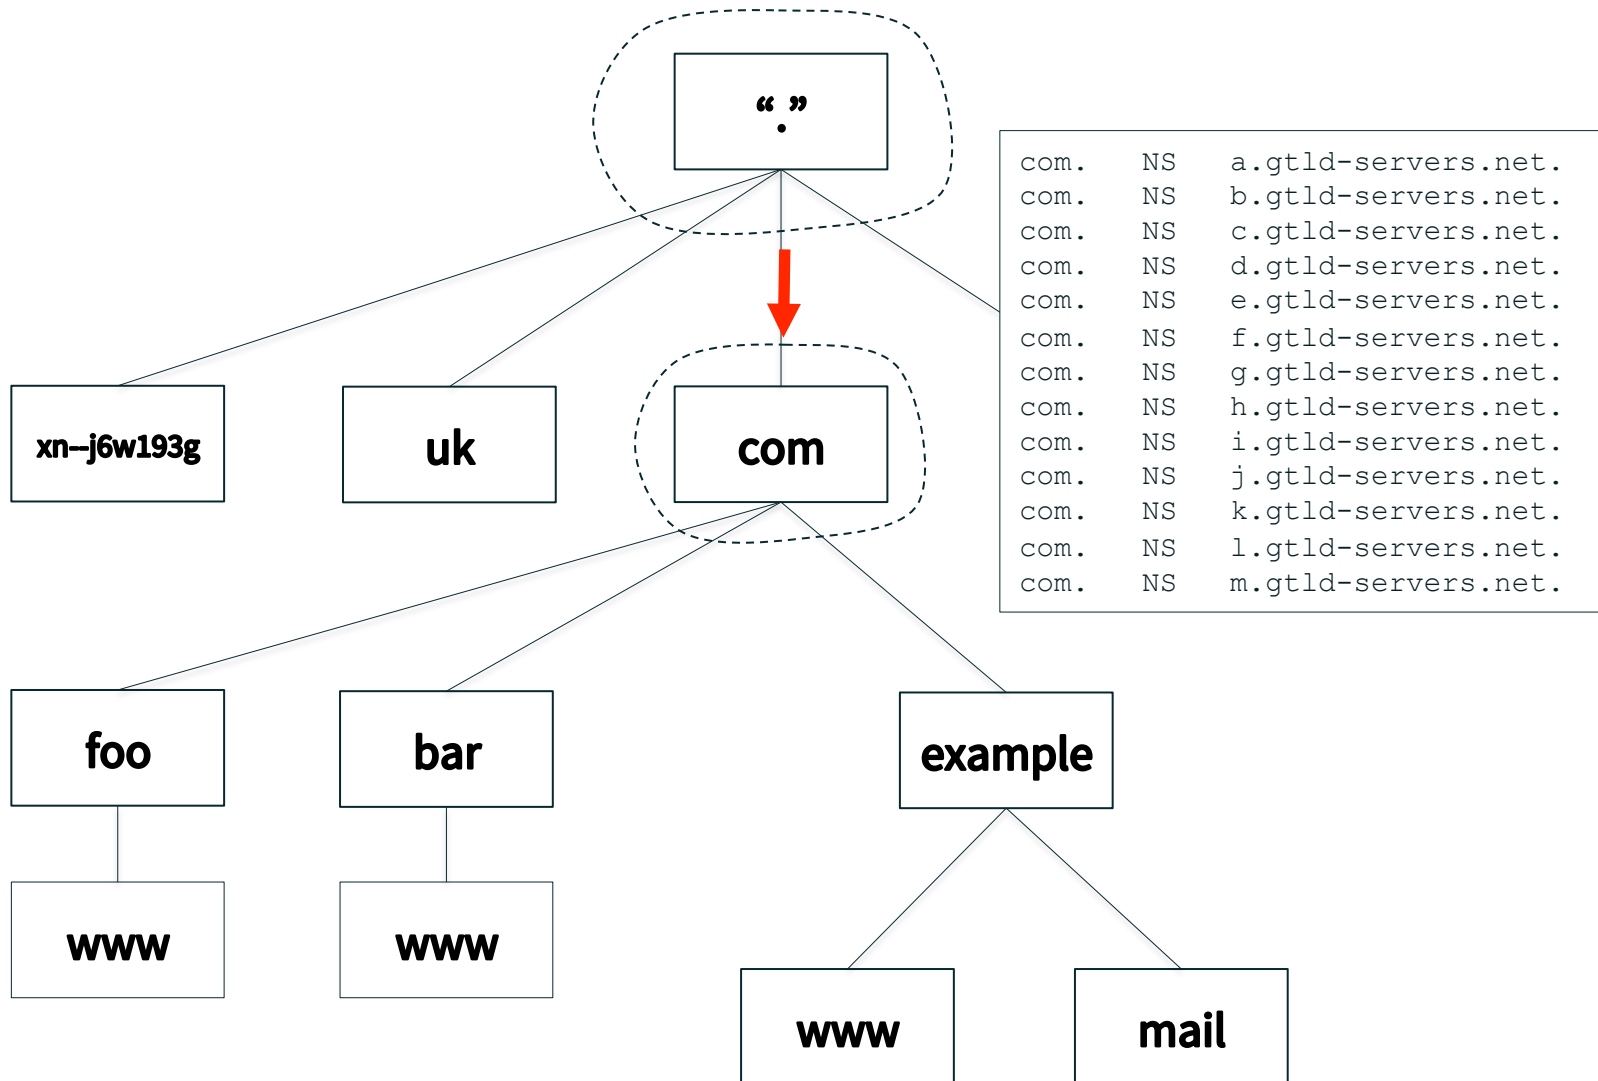 “.”
com. NS a.gtld-servers.net.
com. NS b.gtld-servers.net.
com. NS c.gtld-servers.net.
com. NS d.gtld-servers.net.
com. NS e.gtld-servers.net.
com. NS f.gtld-servers.net.
com. NS g.gtld-servers.net.
com. NS h.gtld-servers.net.
com. NS i.gtld-servers.net.
com. NS j.gtld-servers.net.
com. NS k.gtld-servers.net.
com. NS l.gtld-servers.net.
com. NS m.gtld-servers.net.
xn--j6w193g
uk
com
foo
bar
example
www
www
www
mail